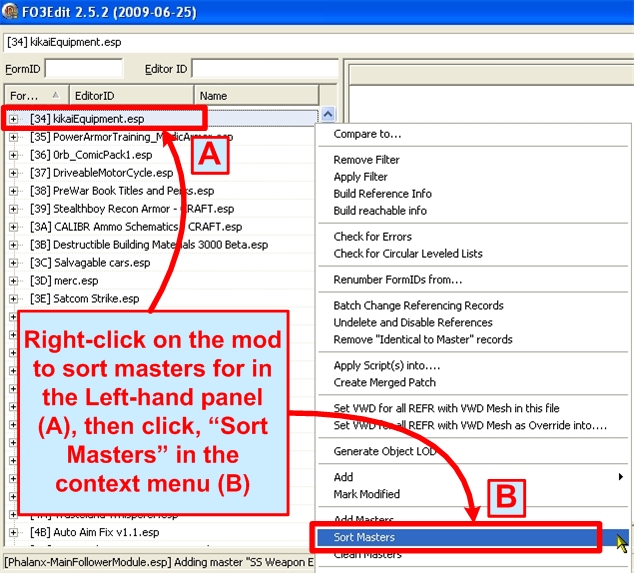 FO3Edit 2.5.2 (2009-06-25)
[34] kikaiEquipment.esp
FormID
Editor ID
For...
EditorID
Name
[34] kikaiEquipment.esp
[35] PowerArmorTraining_MedicArmor.esp
[36] 0rb_ComicPack1.esp
[37] DriveableMotorCycle.esp
[38] PreWar Book Titles and Perks.esp
[39] Stealthboy Recon Armor - CRAFT.esp
[3A] CALIBR Ammo Schematics - CRAFT.esp
[3B] Destructible Building Materials 3000 Beta.esp
[3C] Salvagable cars.esp
[3D] merc.esp
[3E] Satcom Strike.esp
[4B] Auto Aim Fix v1.1.esp
A
Right-click on the mod
to sort masters for in
the Left-hand panel
(A), then click, “Sort
Masters” in the
context menu (B)
Compare to...
Remove Filter
Apply Filter
Build Reference Info
Build reachable info
Check for Errors
Check for Circular Leveled Lists
Renumber FormIDs from...
Batch Change Referencing Records
Undelete and Disable References
Remove "Identical to Master" records
Apply Script(s) into....
Create Merged Patch
Set VWD for all REFR with VWD Mesh in this file
Set VWD for all REFR with VWD Mesh as Override into....
Generate Object LOD
Add
Mark Modified
Add Masters
Sort Masters
Clean Masters
B
[Phalanx-MainFollowerModule.esp] Adding master "SS Weapon E